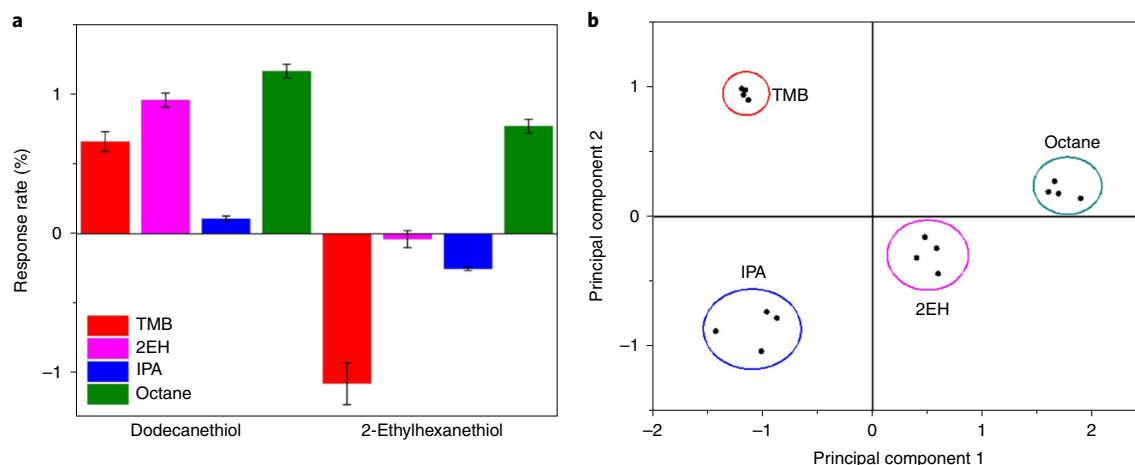 a
Response rate (%)
1
0
–1
TMB
2EH
IPA
Octane
Dodecanethiol
2-Ethylhexanethiol
b
Principal component 2
1
0
–1
TMB
Octane
IPA
2EH
–2
–1
0
1
2
Principal component 1